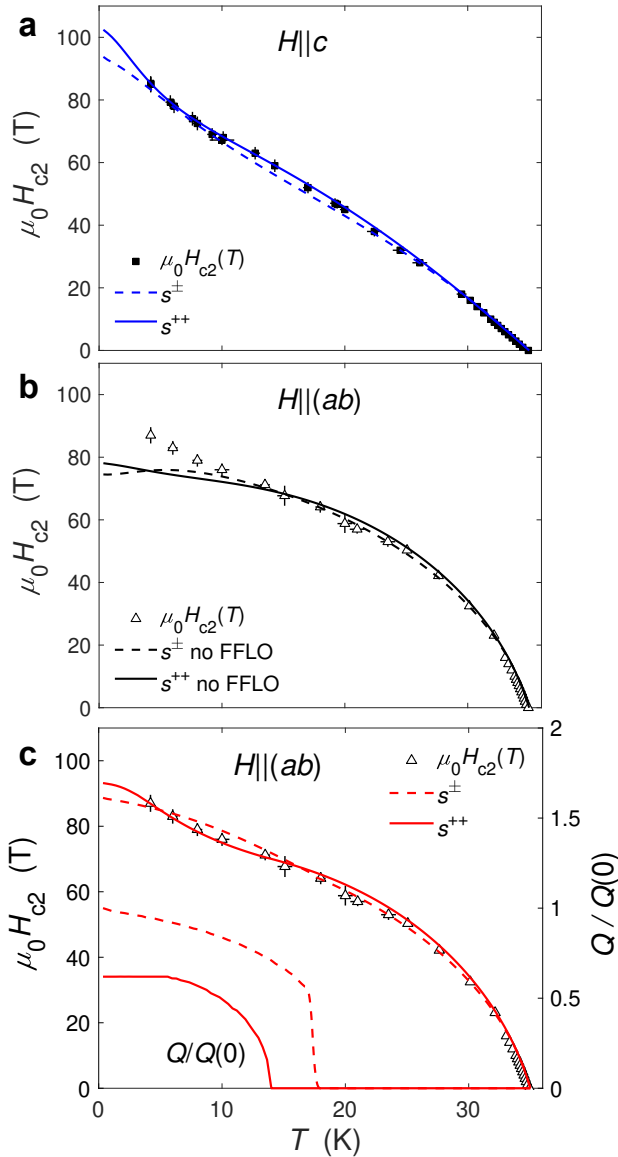 a
H||c
100
80
60
40
20
0
μ0Hc2 (T)
μ0Hc2(T)
s±
s++
b
H||(ab)
100
80
60
40
20
0
μ0Hc2 (T)
μ0Hc2(T)
s± no FFLO
s++ no FFLO
c
H||(ab)
100
80
60
40
20
0
μ0Hc2 (T)
μ0Hc2(T)
s±
s++
2
1.5
1
0.5
0
Q / Q(0)
Q/Q(0)
0 10 20 30
T (K)